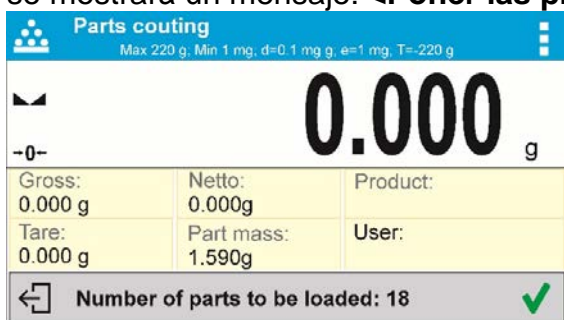 se mostrará un mensaje: <Poner las
Parts couting
Max 220 g; Min 1 mg; d=0.1 mg g; e=1 mg; T=-220 g
0.000 g
→0←
Gross: Netto: Product:
0.000 g 0.000g
Tare: Part mass: User:
0.000 g 1.590g
Number of parts to be loaded: 18